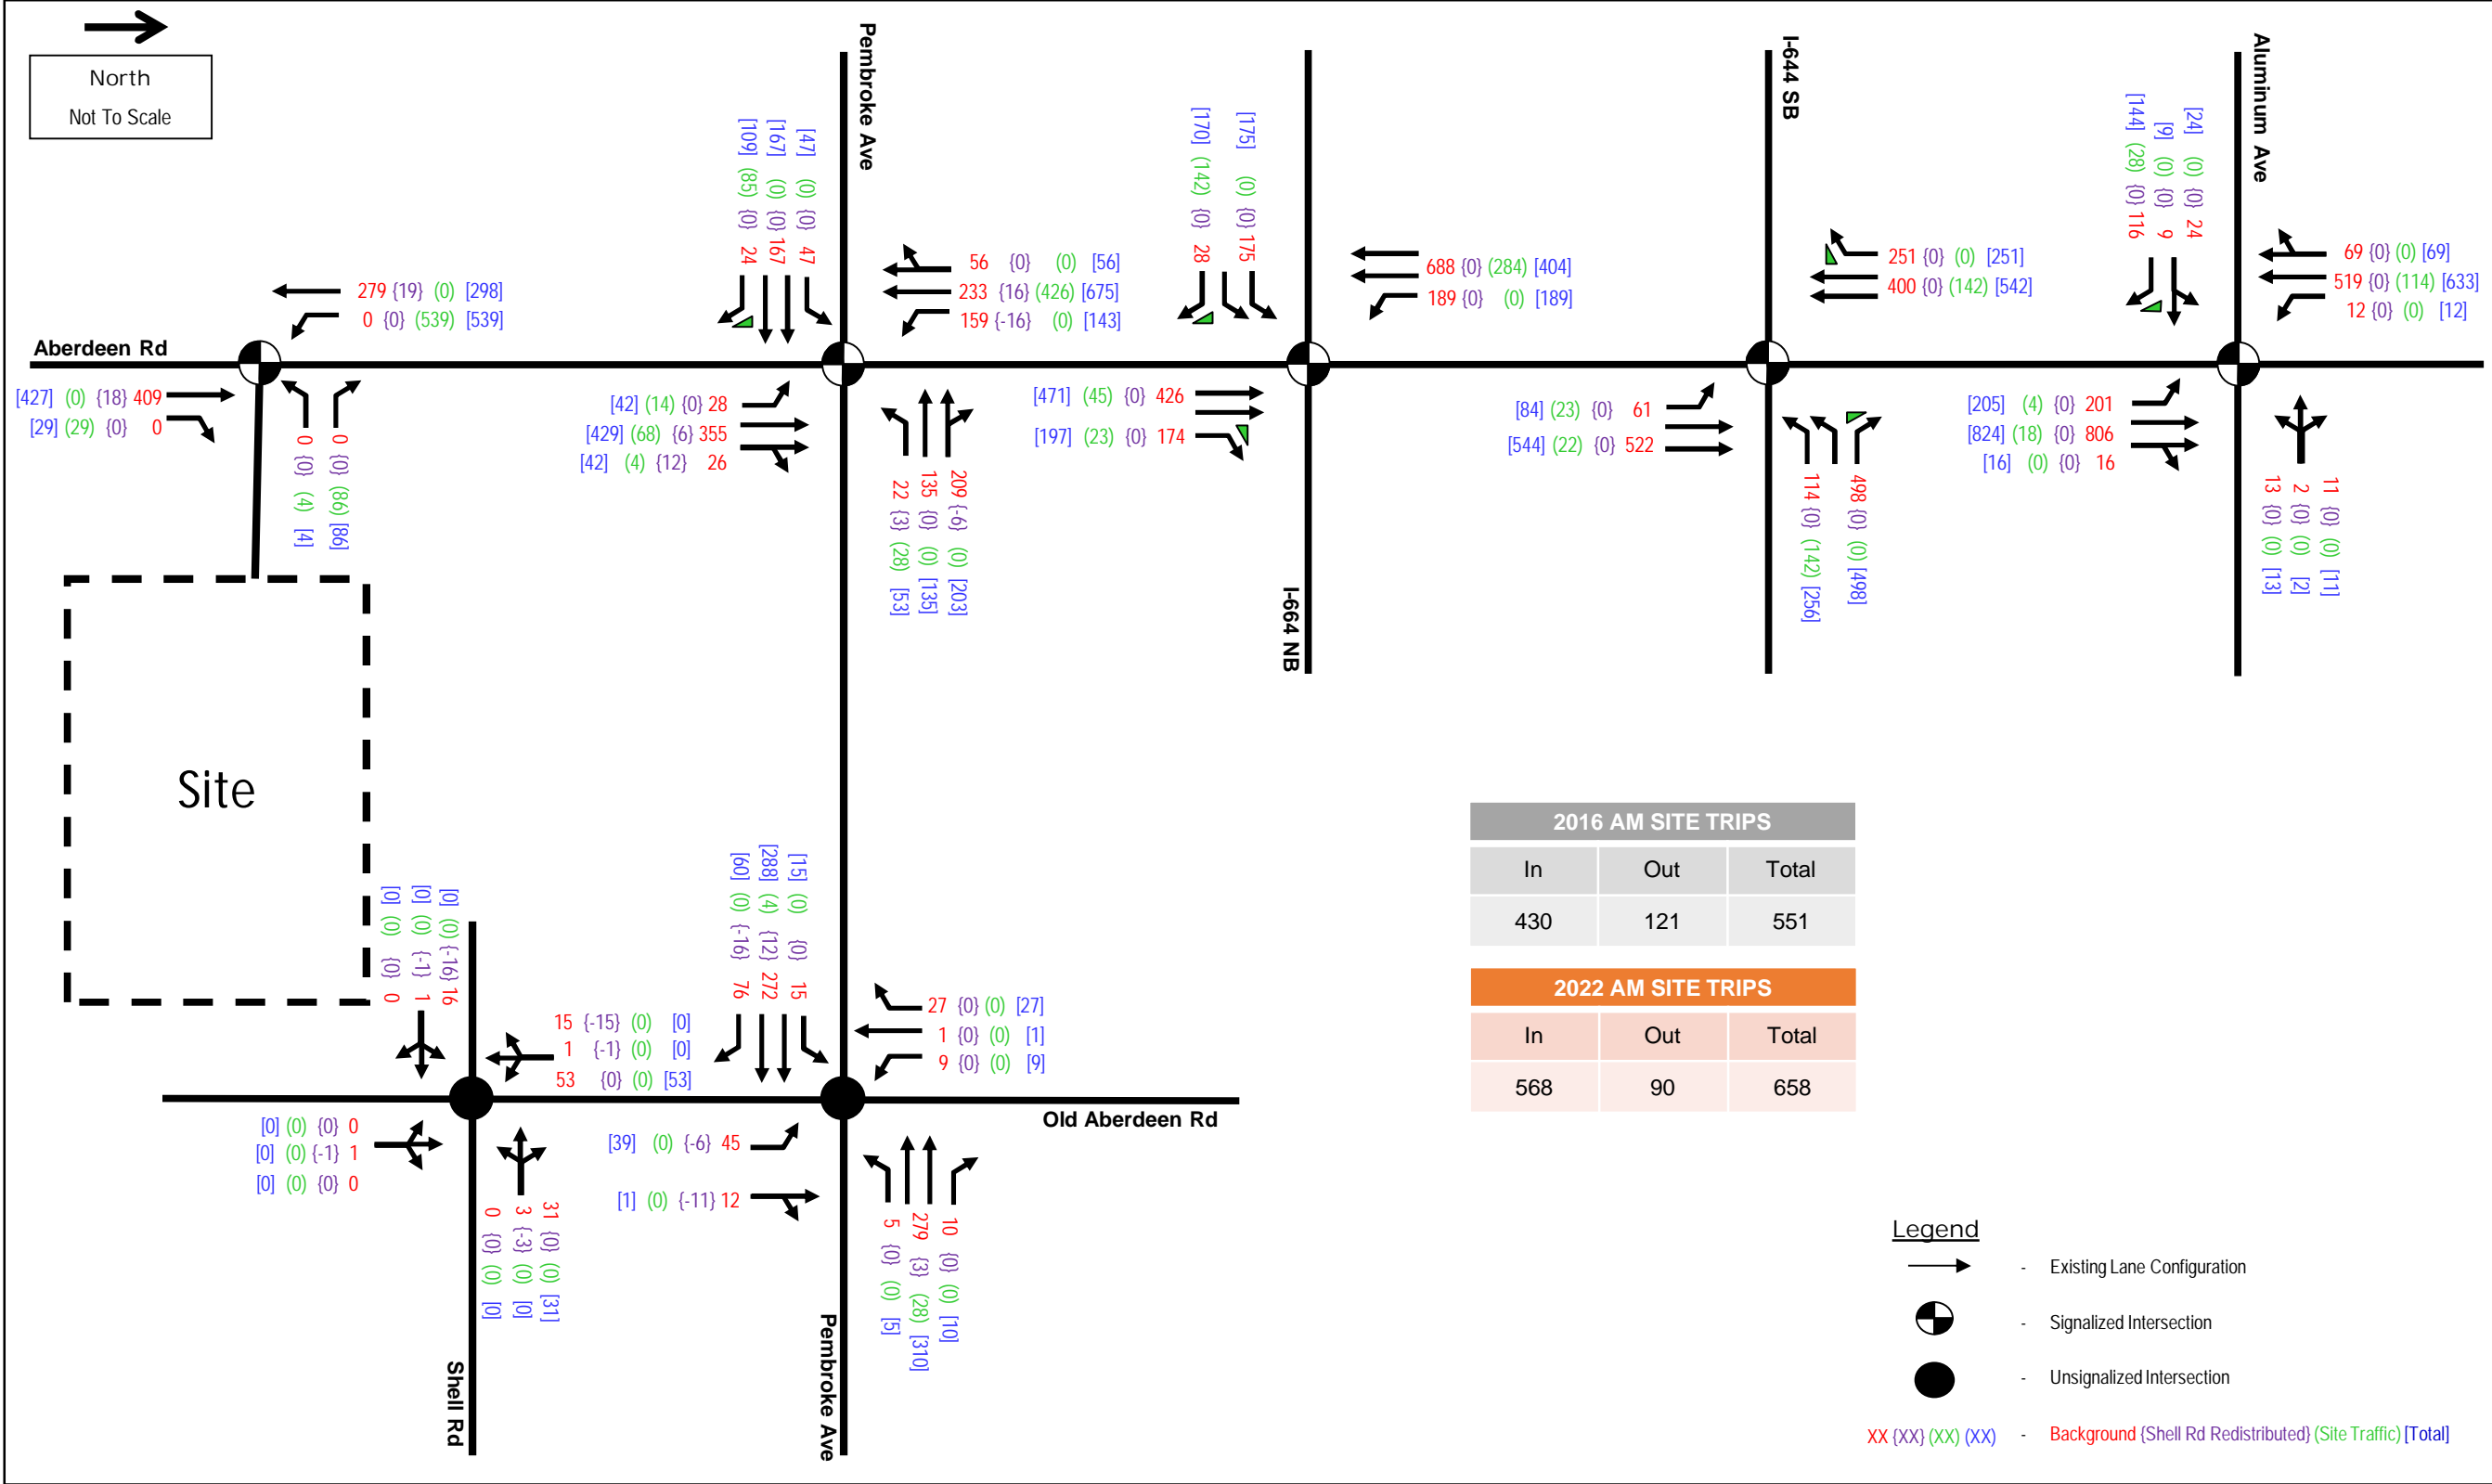 North
Not To Scale
Pembroke Ave
I-644 SB
Aluminum Ave
[109] (85) {0} 24
[167] (0) {0} 167
[47] (0) {0} 47
[170] (142) {0} 28
[175] (0) {0} 175
[144] (28) {0} 116
[9] (0) {0} 9
[24] (0) {0} 24
279 {19} (0) [298]
0 {0} (539) [539]
56 {0} (0) [56]
233 {16} (426) [675]
159 {-16} (0) [143]
688 {0} (284) [404]
189 {0} (0) [189]
251 {0} (0) [251]
400 {0} (142) [542]
69 {0} (0) [69]
519 {0} (114) [633]
12 {0} (0) [12]
Aberdeen Rd
[427] (0) {18} 409
[29] (29) {0} 0
0 {0} (4) [4]
0 {0} (86) [86]
[42] (14) {0} 28
[429] (68) {6} 355
[42] (4) {12} 26
22 {3} (28) [53]
135 {0} (0) [135]
209 {-6} (0) [203]
[471] (45) {0} 426
[197] (23) {0} 174
I-664 NB
[84] (23) {0} 61
[544] (22) {0} 522
114 {0} (142) [256]
498 {0} (0) [498]
[205] (4) {0} 201
[824] (18) {0} 806
[16] (0) {0} 16
13 {0} (0) [13]
2 {0} (0) [2]
11 {0} (0) [11]
Site
[0] (0) {0} 0
[0] (0) {-1} 1
[0] (0) {-16} 16
15 {-15} (0) [0]
1 {-1} (0) [0]
53 {0} (0) [53]
[60] (0) {-16} 76
[288] (4) {12} 272
[15] (0) {0} 15
27 {0} (0) [27]
1 {0} (0) [1]
9 {0} (0) [9]
Old Aberdeen Rd
[0] (0) {0} 0
[0] (0) {-1} 1
[0] (0) {0} 0
0 {0} (0) [0]
3 {-3} (0) [0]
31 {0} (0) [31]
[39] (0) {-6} 45
[1] (0) {-11} 12
5 {0} (0) [5]
279 {3} (28) [310]
10 {0} (0) [10]
Shell Rd
Pembroke Ave
2016 AM SITE TRIPS
In Out Total
430 121 551
2022 AM SITE TRIPS
In Out Total
568 90 658
Legend
- Existing Lane Configuration
- Signalized Intersection
- Unsignalized Intersection
XX {XX} (XX) (XX) - Background {Shell Rd Redistributed} (Site Traffic) [Total]